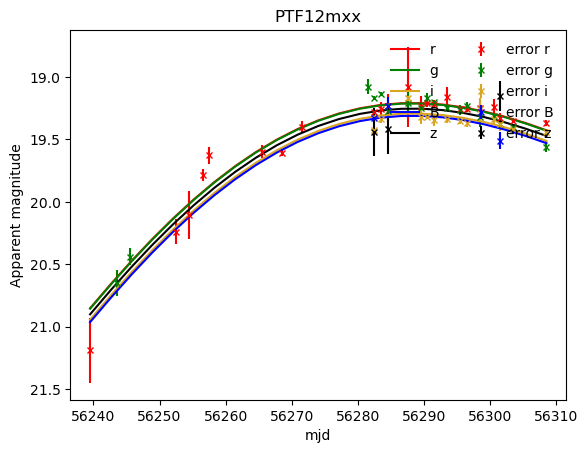 PTF12mxx
Apparent magnitude
19.0
19.5
20.0
20.5
21.0
21.5
r
g
i
B
z
error r
error g
error i
error B
error z
56240
56250
56260
56270
56280
56290
56300
56310
mjd